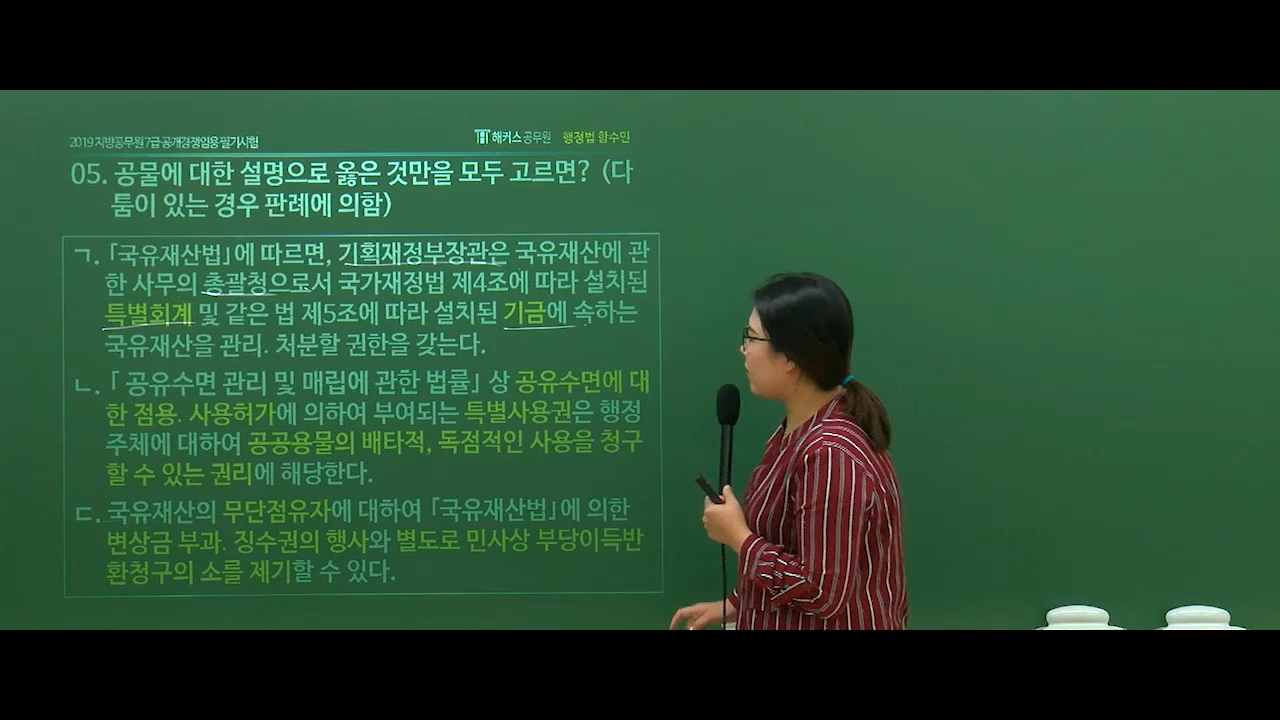 2019 지방공무원 7급 공개경쟁임용 필기시험
해커스공무원 행정법 함수민
05. 공물에 대한 설명으로 옳은 것만을 모두 고르면? (다
툼이 있는 경우 판례에 의함)
ㄱ. 「국유재산법」에 따르면, 기획재정부장관은 국유재산에 관
한 사무의 총괄청으로서 국가재정법 제4조에 따라 설치된
특별회계 및 같은 법 제5조에 따라 설치된 기금에 속하는
국유재산을 관리․처분할 권한을 갖는다.
ㄴ. 「 공유수면 관리 및 매립에 관한 법률」 상 공유수면에 대
한 점용․사용허가에 의하여 부여되는 특별사용권은 행정
주체에 대하여 공공용물의 배타적, 독점적인 사용을 청구
할 수 있는 권리에 해당한다.
ㄷ. 국유재산의 무단점유자에 대하여 「국유재산법」에 의한
변상금 부과․징수권의 행사와 별도로 민사상 부당이득반
환청구의 소를 제기할 수 있다.